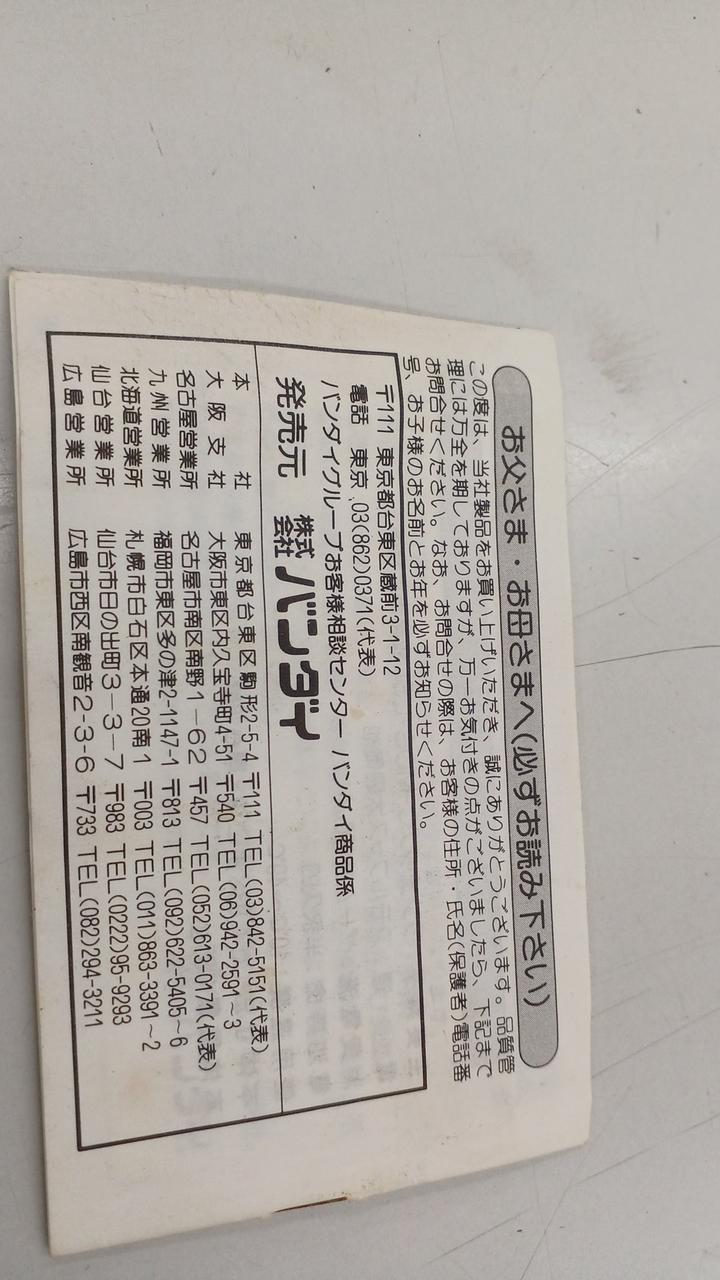 お父さま・お母さまへ(必ずお読み下さい)
この度は、当社製品をお買い上げいただき、誠にありがとうございます。品質管
理には万全を期しておりますが、万一お気付きの点がございましたら、下記まで
お問合せください。なお、お問合せの際は、お客様の住所・氏名(保護者)電話番
号、お子様のお名前とお年を必ずお知らせください。
〒111 東京都台東区蔵前3-1-12
電話 東京 03(862)0371(代表)
バンダイグループお客様相談センター バンダイ商品係
発売元 株式会社 バンダイ
本社 東京都台東区駒形2-5-4 〒111 TEL(03)842-5151(代表)
大阪支社 大阪市東区内久宝寺町4-51 〒540 TEL(06)942-2591~3
名古屋営業所 名古屋市南区南野1-62 〒457 TEL(052)613-0171(代表)
九州営業所 福岡市東区多の津2-1147-1 〒813 TEL(092)622-5405~6
北海道営業所 札幌市白石区本通20南1 〒003 TEL(011)863-3391~2
仙台営業所 仙台市日の出町3-3-7 〒983 TEL(0222)95-9293
広島営業所 広島市西区南観音2-3-6 〒733 TEL(082)294-3211